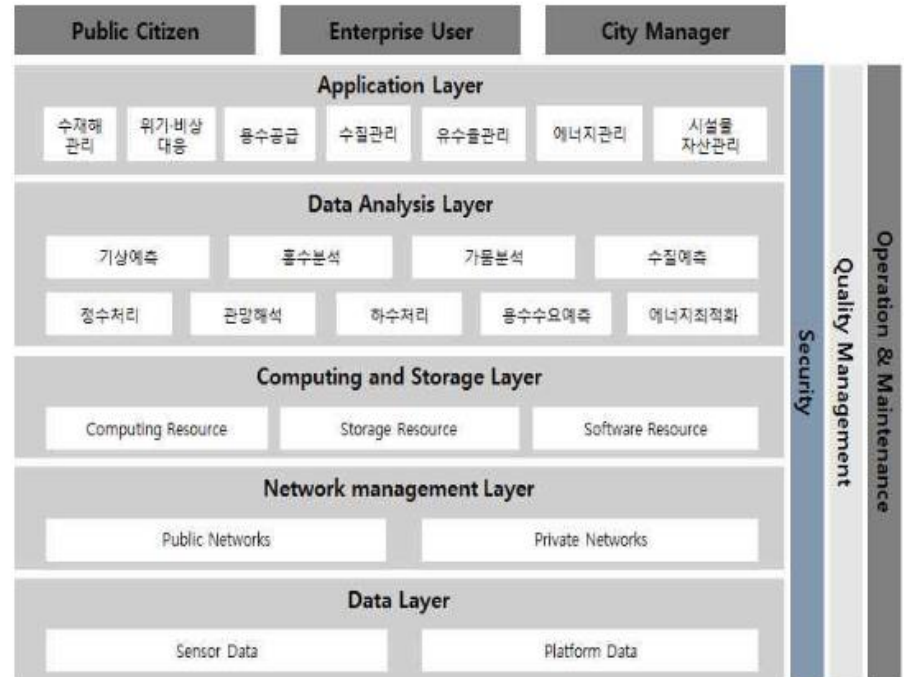 Public Citizen
Enterprise User
City Manager
Application Layer
수재해
관리
위기·비상
대응
용수공급
수질관리
유수율관리
에너지관리
시설물
자산관리
Data Analysis Layer
기상예측
홍수분석
가뭄분석
수질예측
정수처리
관망해석
하수처리
용수수요예측
에너지최적화
Computing and Storage Layer
Computing Resource
Storage Resource
Software Resource
Network management Layer
Public Networks
Private Networks
Data Layer
Sensor Data
Platform Data
Security
Quality Management
Operation & Maintenance